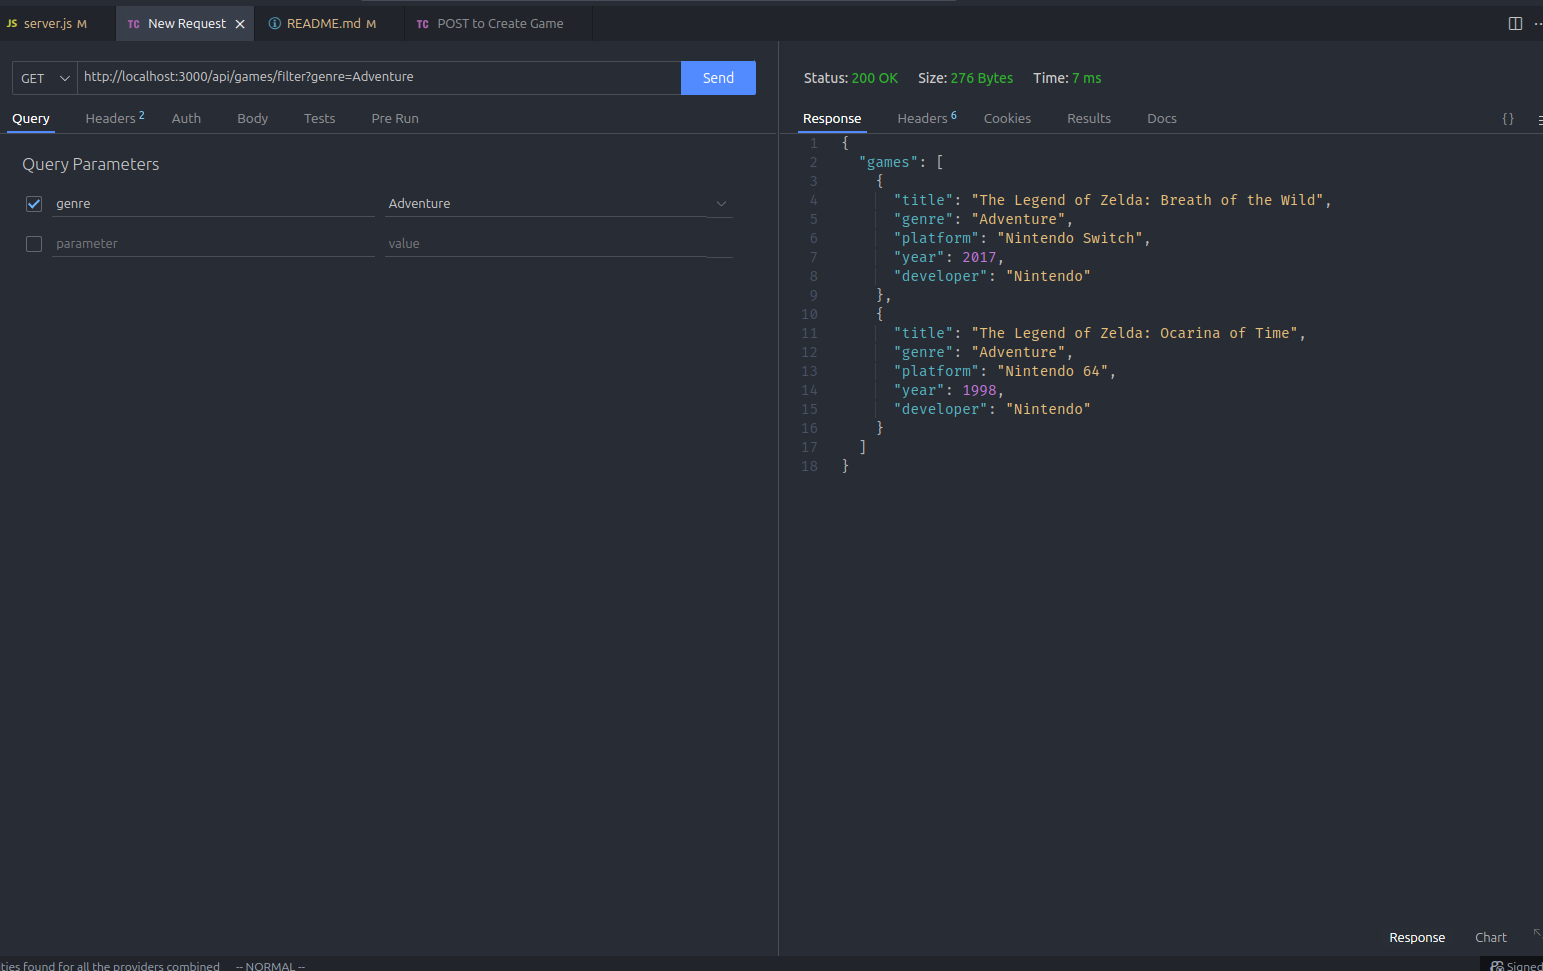 JS server.js M TC New Request × README.md M TC POST to Create Game
GET http://localhost:3000/api/games/filter?genre=Adventure Send
Query Headers 2 Auth Body Tests Pre Run
Query Parameters
genre Adventure
parameter value
Status: 200 OK Size: 276 Bytes Time: 7 ms
Response Headers 6 Cookies Results Docs {}
1 {
2 "games": [
3 {
4 "title": "The Legend of Zelda: Breath of the Wild",
5 "genre": "Adventure",
6 "platform": "Nintendo Switch",
7 "year": 2017,
8 "developer": "Nintendo"
9 },
10 {
11 "title": "The Legend of Zelda: Ocarina of Time",
12 "genre": "Adventure",
13 "platform": "Nintendo 64",
14 "year": 1998,
15 "developer": "Nintendo"
16 }
17 ]
18 }
Response Chart
ties found for all the providers combined -- NORMAL -- Signed